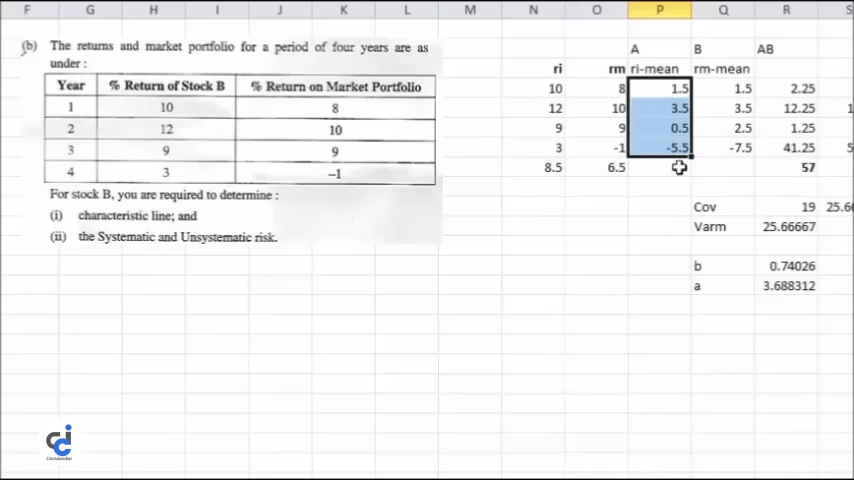 F G H I J K L M N O P Q R S
(b) The returns and market portfolio for a period of four years are as
under :
Year % Return of Stock B % Return on Market Portfolio
1 10 8
2 12 10
3 9 9
4 3 –1
For stock B, you are required to determine :
(i) characteristic line; and
(ii) the Systematic and Unsystematic risk.
A B AB
ri rm ri-mean rm-mean
10 8 1.5 1.5 2.25
12 10 3.5 3.5 12.25 1
9 9 0.5 2.5 1.25
3 -1 -5.5 -7.5 41.25 5
8.5 6.5 57
Cov 19 25.66
Varm 25.66667
b 0.74026
a 3.688312